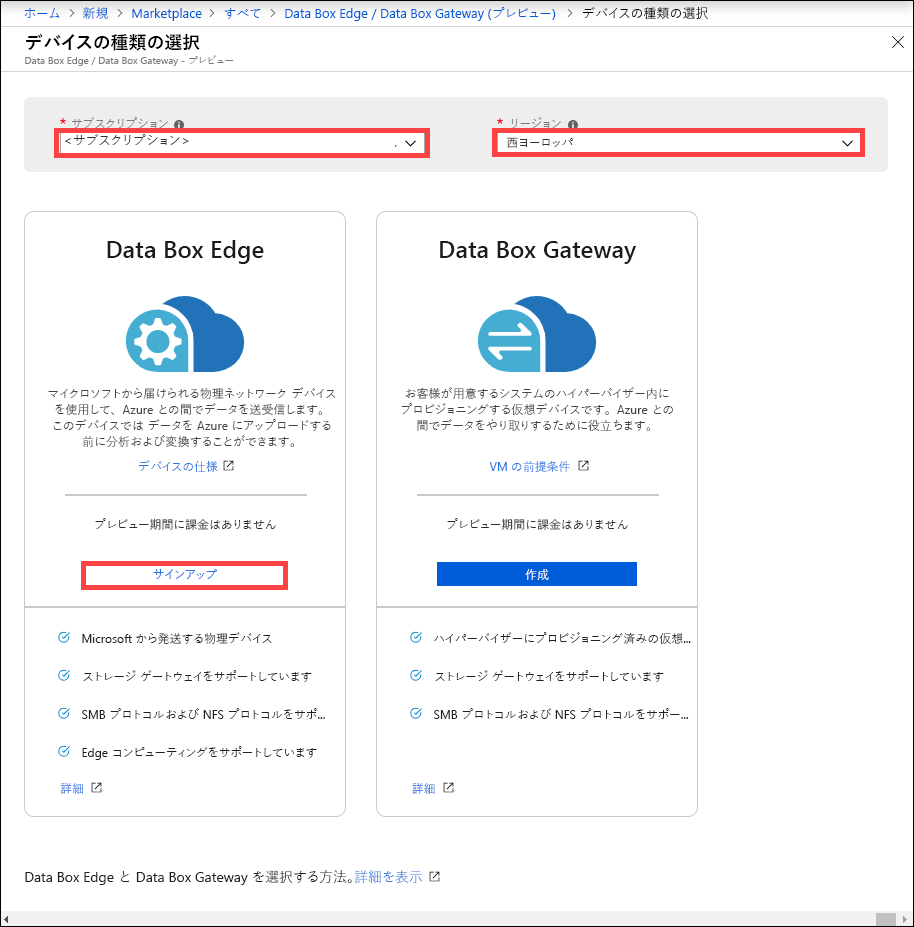 ホーム > 新規 > Marketplace > すべて > Data Box Edge / Data Box Gateway (プレビュー) > デバイスの種類の選択
デバイスの種類の選択
Data Box Edge / Data Box Gateway - プレビュー
* サブスクリプション
<サブスクリプション>
* リージョン
西ヨーロッパ
Data Box Edge
マイクロソフトから届けられる物理ネットワーク デバイス
を使用して、Azure との間でデータを送受信します。
このデバイスでは データを Azure にアップロードする
前に分析および変換することができます。
デバイスの仕様
プレビュー期間に課金はありません
サインアップ
Microsoft から発送する物理デバイス
ストレージ ゲートウェイをサポートしています
SMB プロトコルおよび NFS プロトコルをサポ...
Edge コンピューティングをサポートしています
詳細
Data Box Gateway
お客様が用意するシステムのハイパーバイザー内に
プロビジョニングする仮想デバイスです。Azure との
間でデータをやり取りするために役立ちます。
VM の前提条件
プレビュー期間に課金はありません
作成
ハイパーバイザーにプロビジョニング済みの仮想...
ストレージ ゲートウェイをサポートしています
SMB プロトコルおよび NFS プロトコルをサポー...
詳細
Data Box Edge と Data Box Gateway を選択する方法。詳細を表示